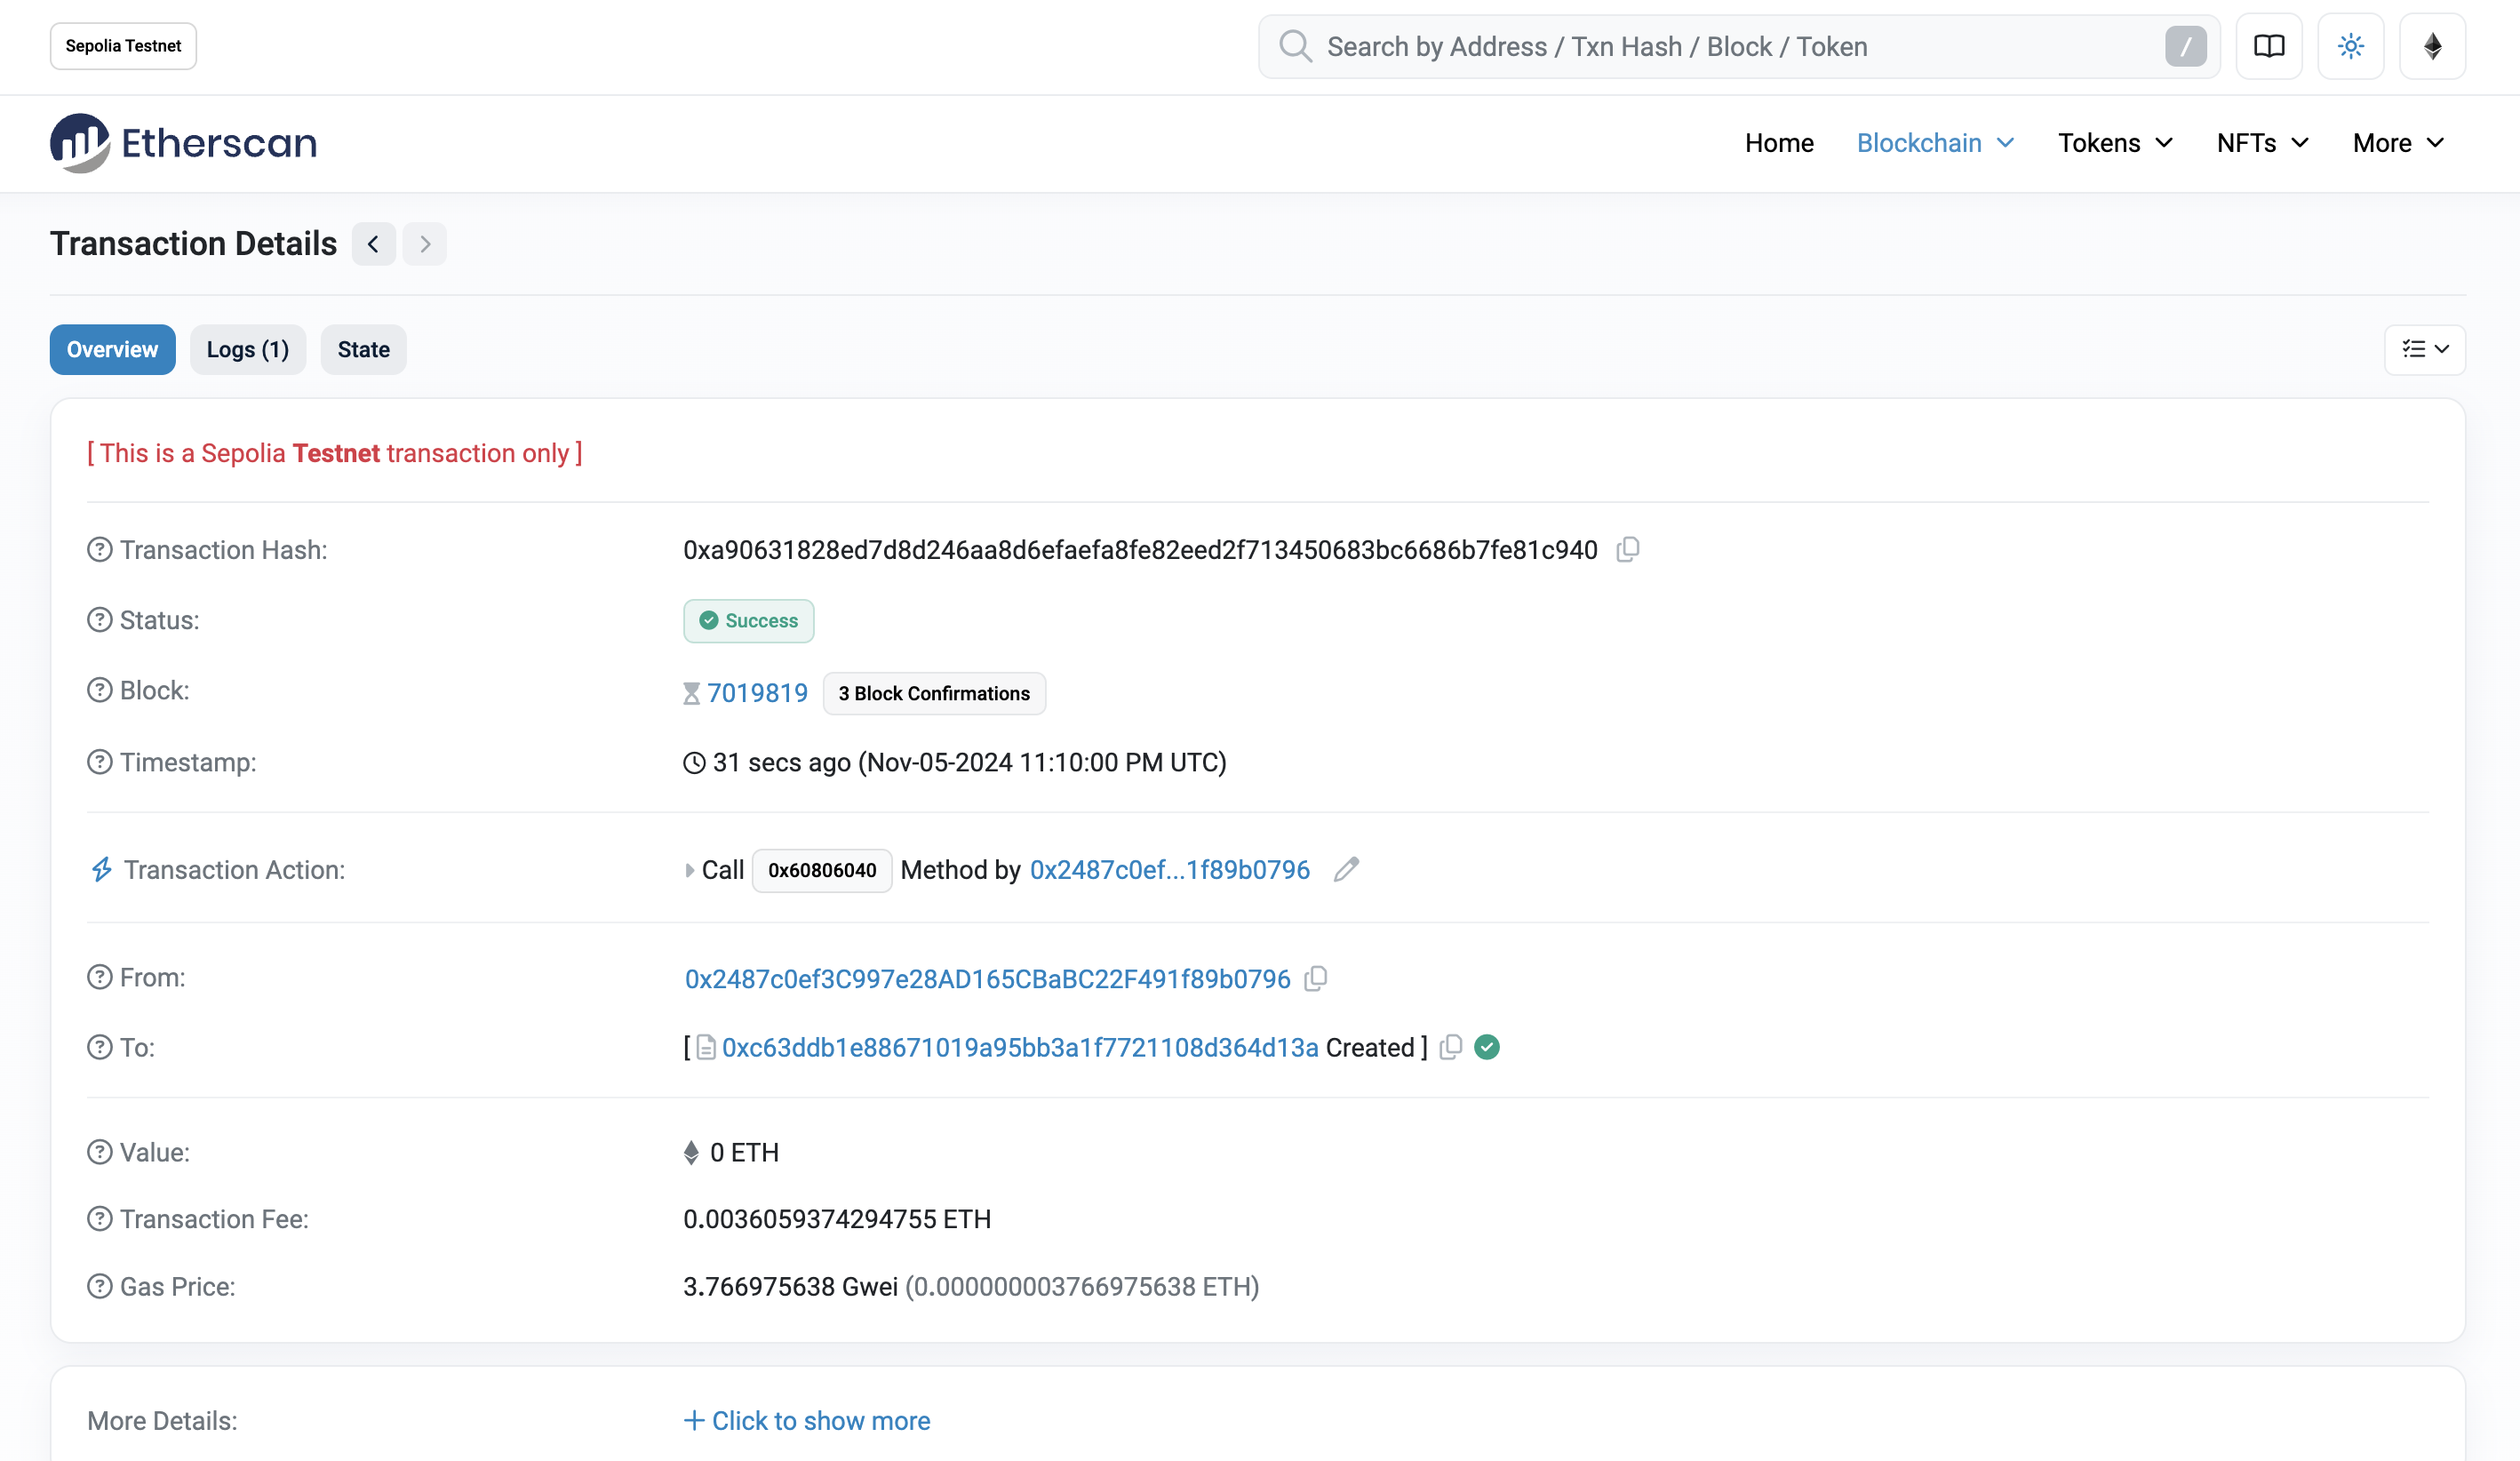 Sepolia Testnet
Search by Address / Txn Hash / Block / Token /
Etherscan
Home Blockchain Tokens NFTs More
Transaction Details
Overview Logs (1) State
[ This is a Sepolia Testnet transaction only ]
Transaction Hash: 0xa90631828ed7d8d246aa8d6efaefa8fe82eed2f713450683bc6686b7fe81c940
Status: Success
Block: 7019819 3 Block Confirmations
Timestamp: 31 secs ago (Nov-05-2024 11:10:00 PM UTC)
Transaction Action: Call 0x60806040 Method by 0x2487c0ef...1f89b0796
From: 0x2487c0ef3C997e28AD165CBaBC22F491f89b0796
To: [ 0xc63ddb1e88671019a95bb3a1f7721108d364d13a Created ]
Value: 0 ETH
Transaction Fee: 0.0036059374294755 ETH
Gas Price: 3.766975638 Gwei (0.000000003766975638 ETH)
More Details: + Click to show more